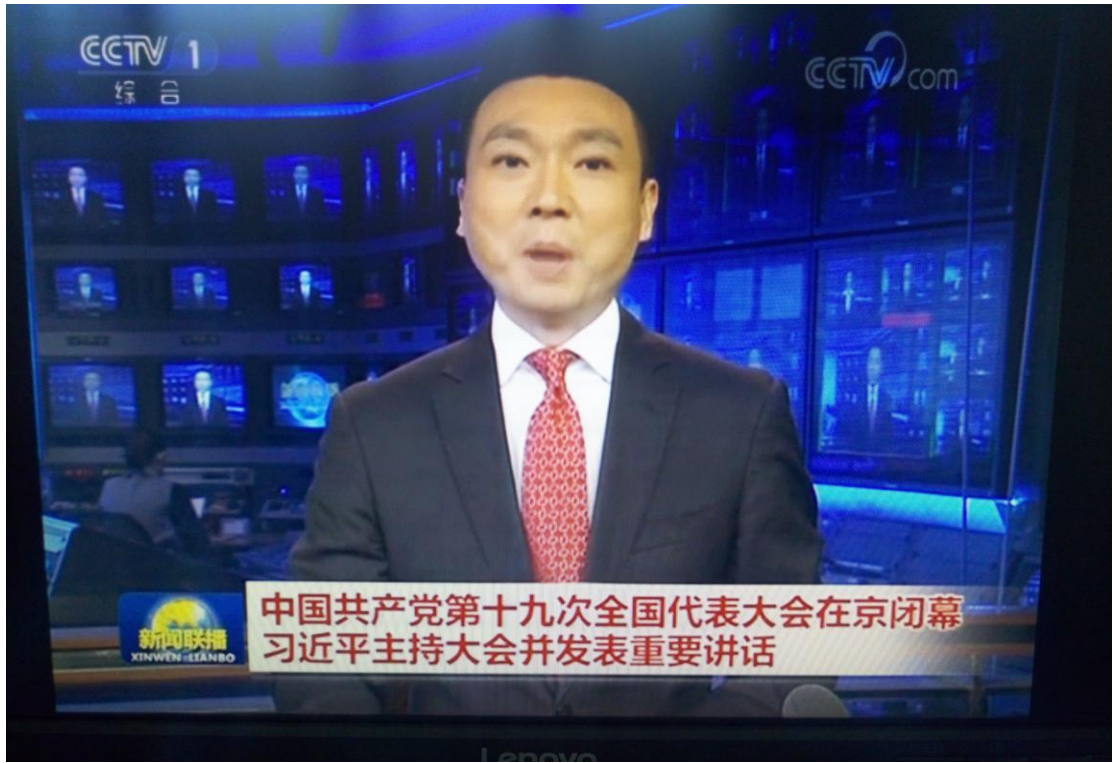 CCTV 1
综合
CCTV.com
中国共产党第十九次全国代表大会在京闭幕
习近平主持大会并发表重要讲话
新闻联播
XINWEN LIANBO
Lenovo